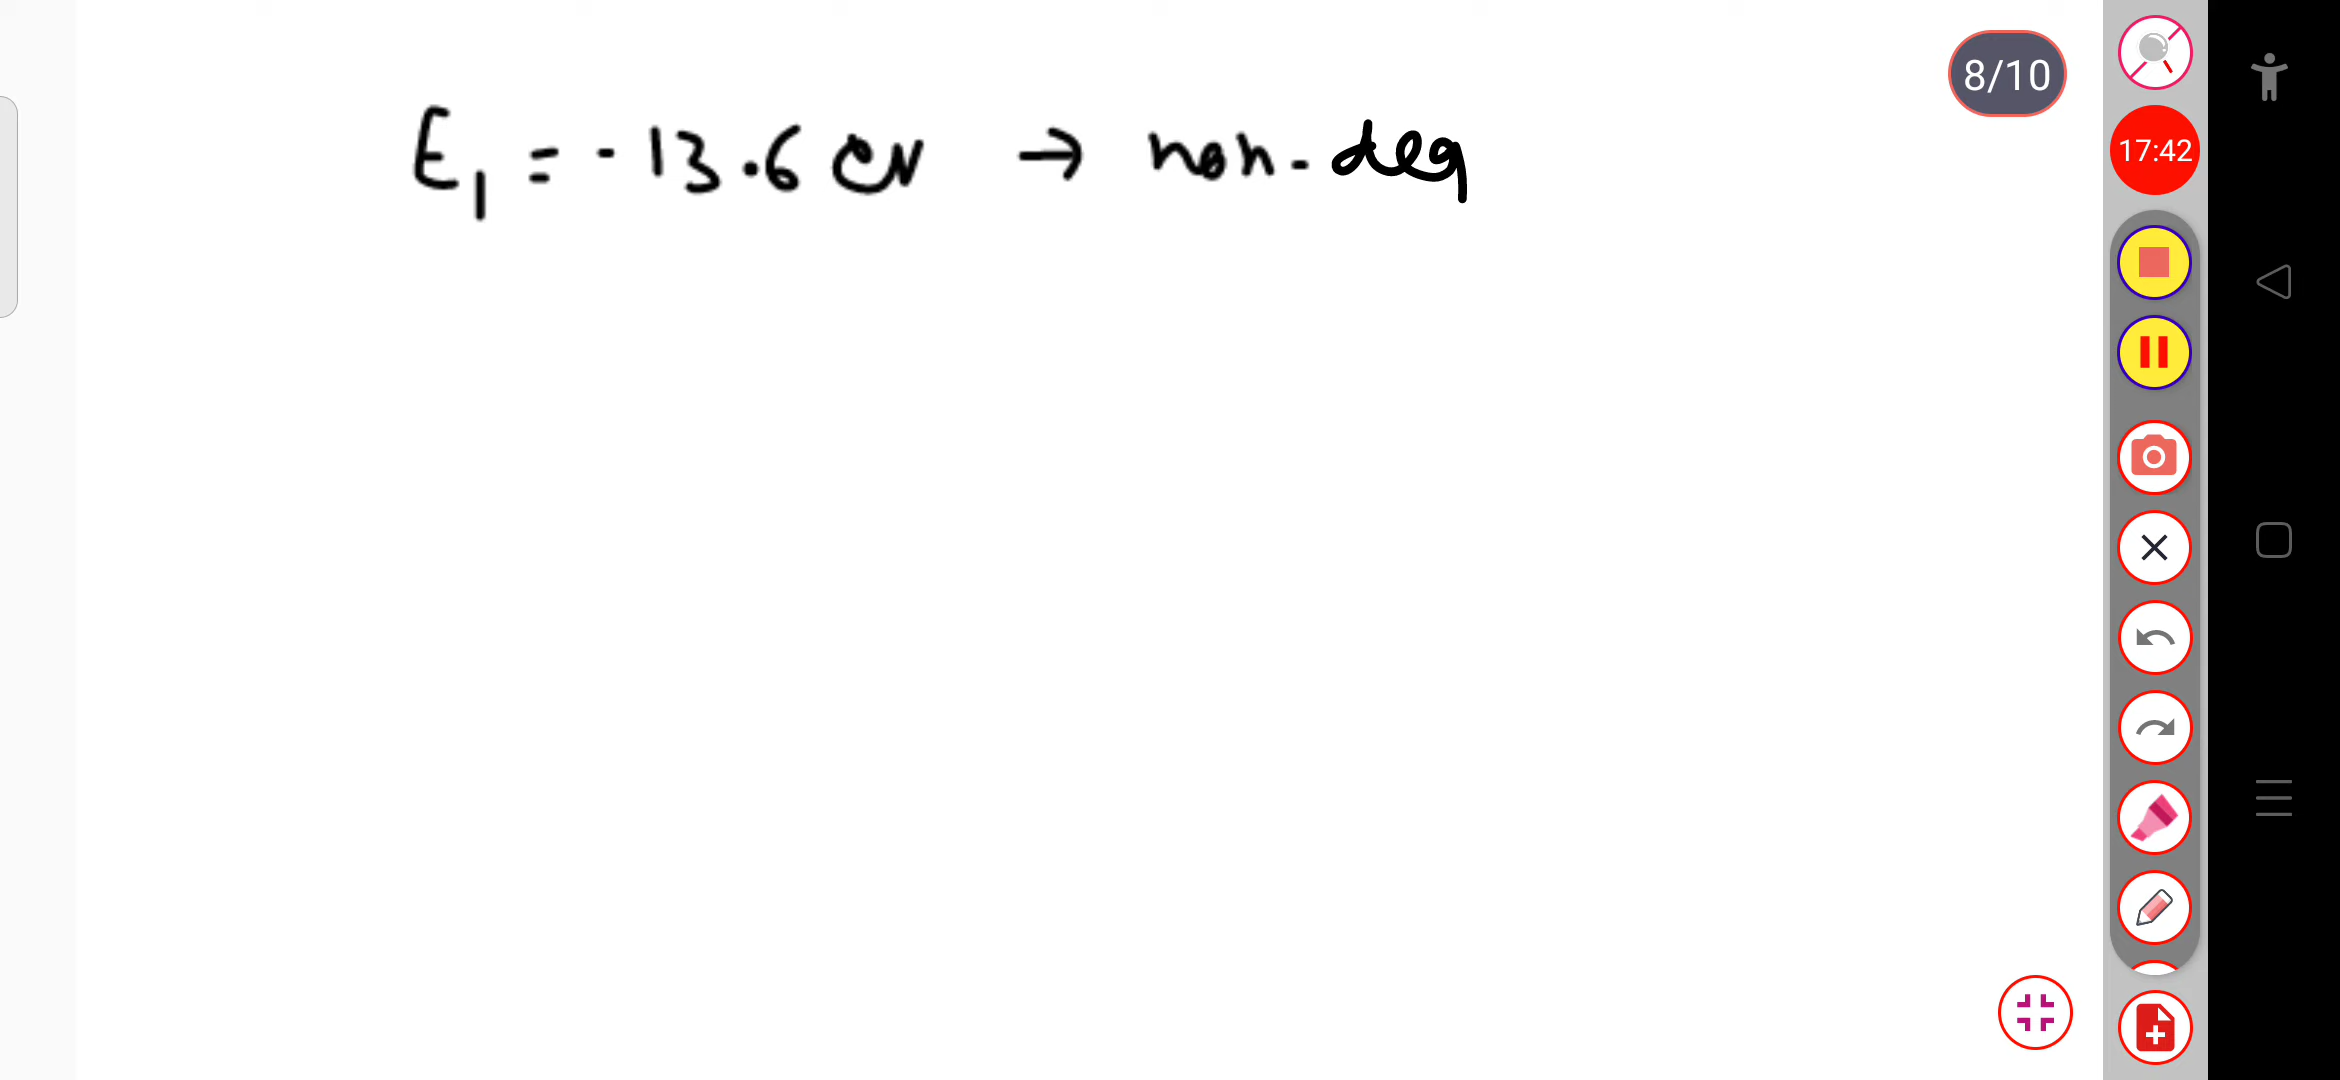 8/10
E₁ = -13.6 eV → non-deg
17:42